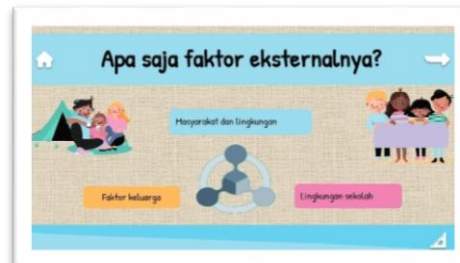 Apa saja faktor eksternalnya?
Masyarakat dan lingkungan
Faktor keluarga
Lingkungan sekolah